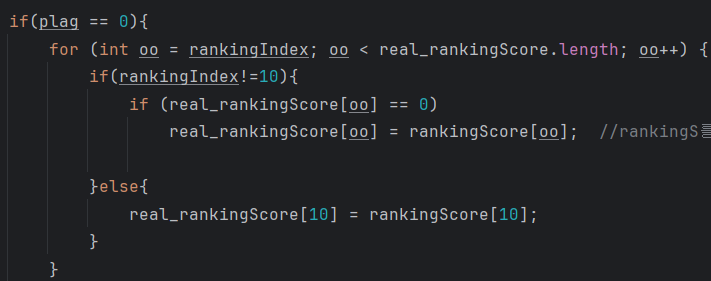 if(plag == 0){
for (int oo = rankingIndex; oo < real_rankingScore.length; oo++) {
if(rankingIndex!=10){
if (real_rankingScore[oo] == 0)
real_rankingScore[oo] = rankingScore[oo];  //rankingS
}else{
real_rankingScore[10] = rankingScore[10];
}
}